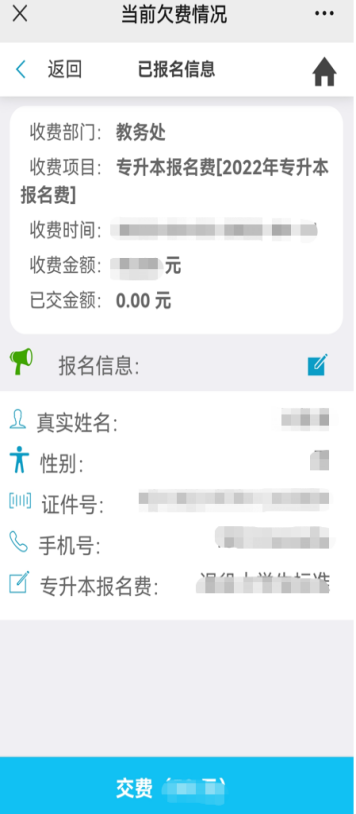 当前欠费情况
返回 已报名信息
收费部门: 教务处
收费项目: 专升本报名费[2022年专升本
报名费]
收费时间:
收费金额: 元
已交金额: 0.00 元
报名信息:
真实姓名:
性别:
证件号:
手机号:
专升本报名费:
交费